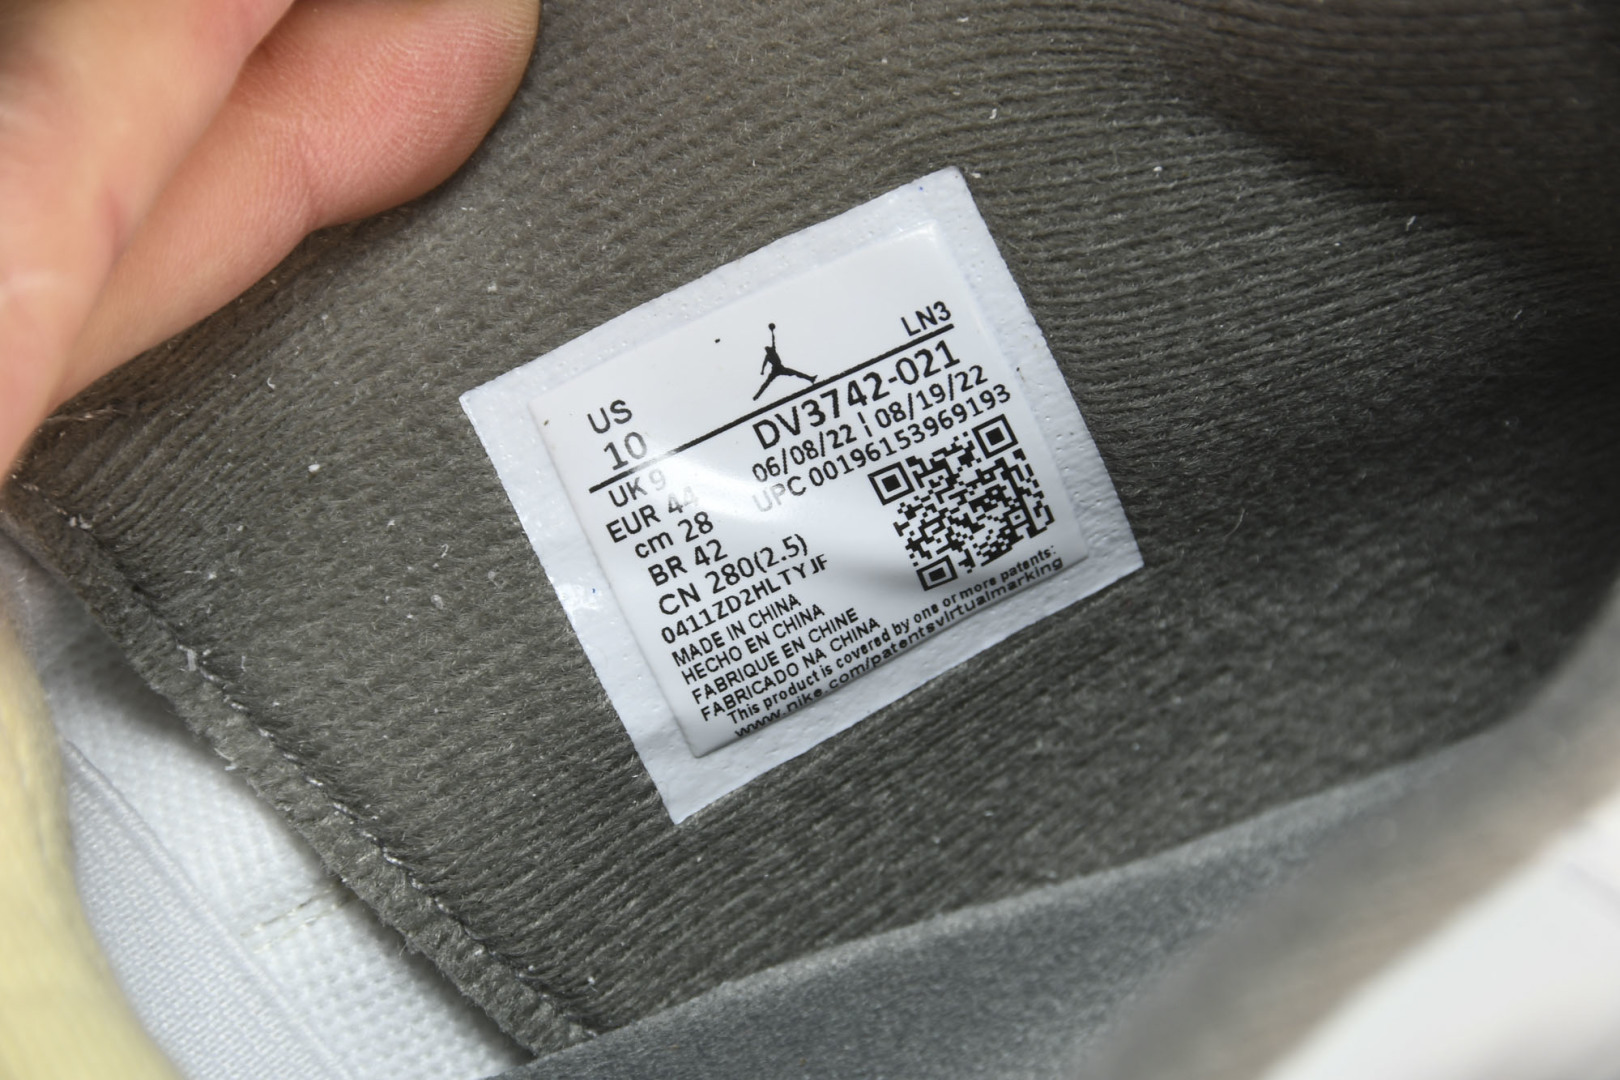 LN3
US
10
DV3742-021
06/08/22 | 08/19/22
UPC 00196153969193
UK 9
EUR 44
cm 28
BR 42
CN 280(2.5)
0411ZD2HLTYJF
MADE IN CHINA
HECHO EN CHINA
FABRIQUE EN CHINE
FABRICADO NA CHINA
This product is covered by one or more patents:
www.nike.com/patentsvirtualmarking